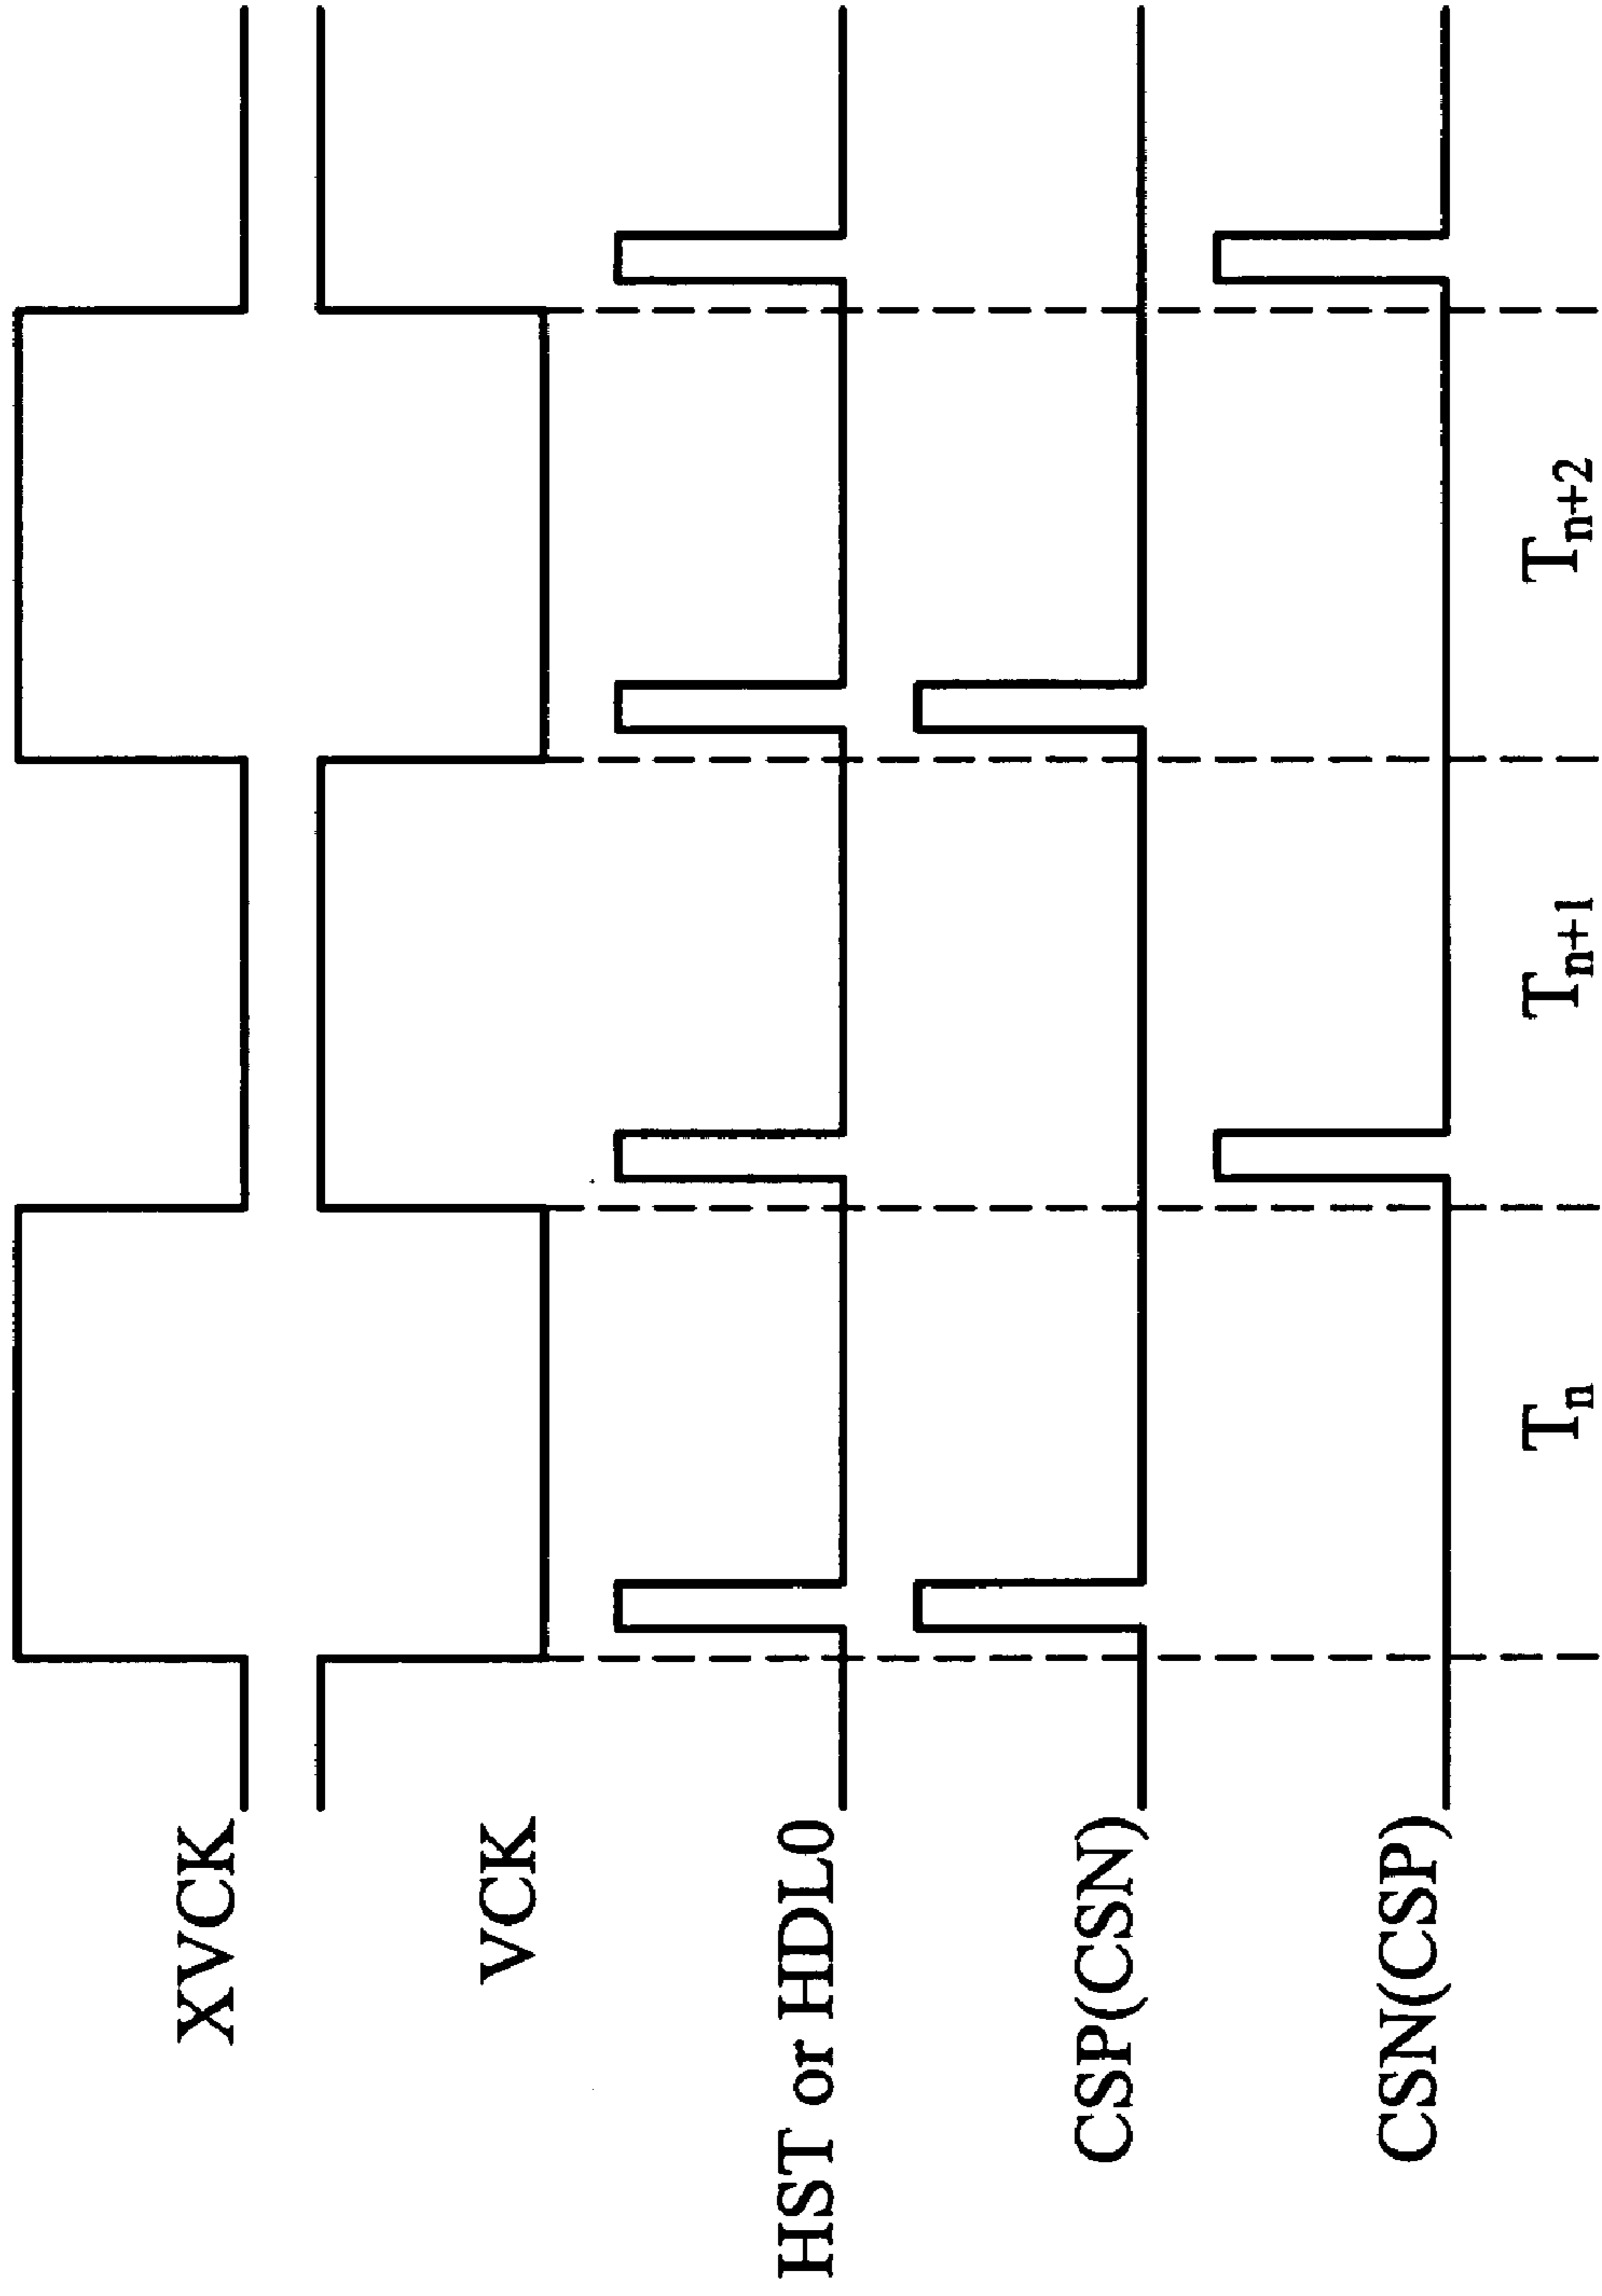 XVCK
VCK
HST or HDL0
CSP(CSN)
CSN(CSP)
Tn Tn+1 Tn+2